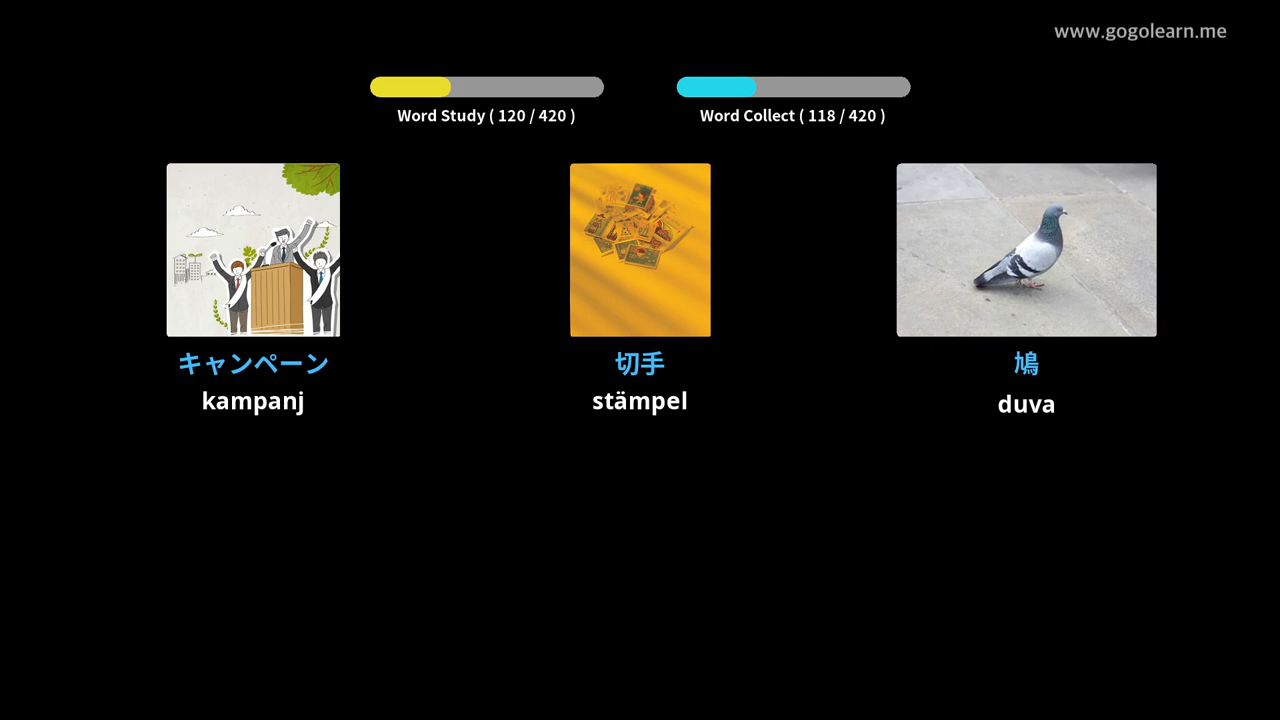 www.gogolearn.me
Word Study ( 120 / 420 )
Word Collect ( 118 / 420 )
キャンペーン
kampanj
切手
stämpel
鳩
duva